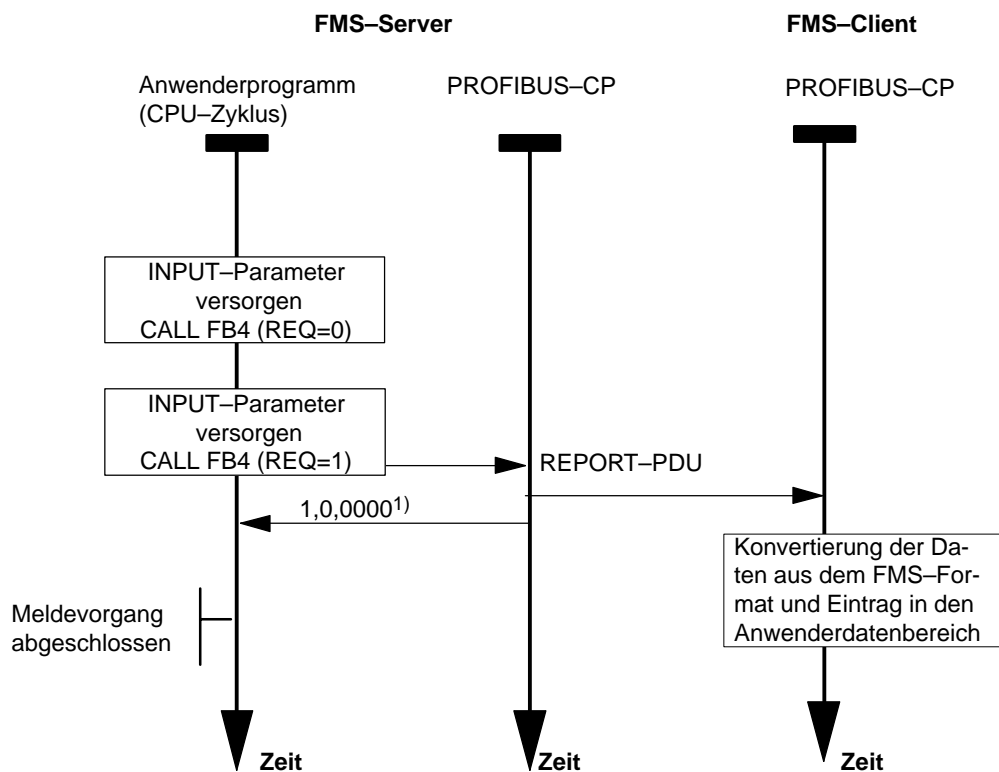 FMS–Server
FMS–Client
Anwenderprogramm
(CPU–Zyklus)
PROFIBUS–CP
PROFIBUS–CP
INPUT–Parameter
versorgen
CALL FB4 (REQ=0)
INPUT–Parameter
versorgen
CALL FB4 (REQ=1)
REPORT–PDU
1,0,0000¹⁾
Konvertierung der Da-
ten aus dem FMS–For-
mat und Eintrag in den
Anwenderdatenbereich
Meldevorgang
abgeschlossen
Zeit
Zeit
Zeit